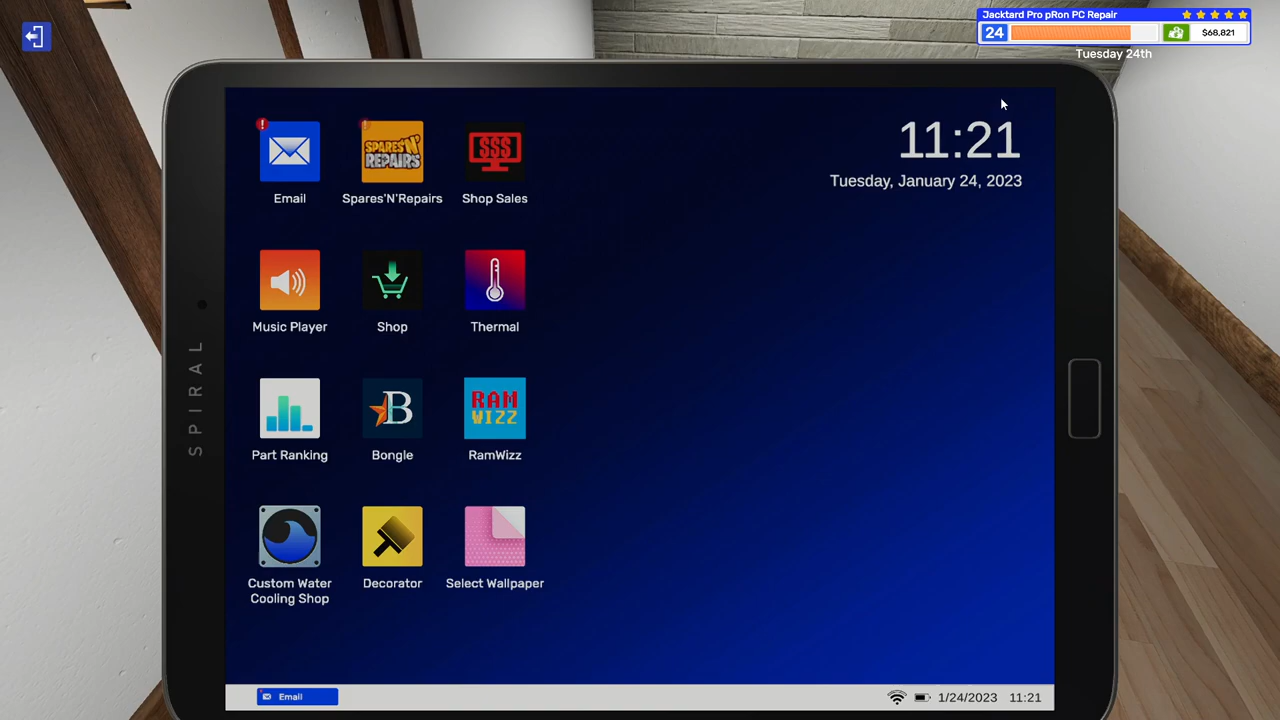 Jacktard Pro pRon PC Repair
24
$68,821
Tuesday 24th
11:21
Tuesday, January 24, 2023
!
Email
!
SPARES'N'
REPAIRS
Spares'N'Repairs
$$$
Shop Sales
Music Player
Shop
Thermal
Part Ranking
B
Bongle
RAM
WIZZ
RamWizz
Custom Water
Cooling Shop
Decorator
Select Wallpaper
SPIRAL
Email
1/24/2023
11:21